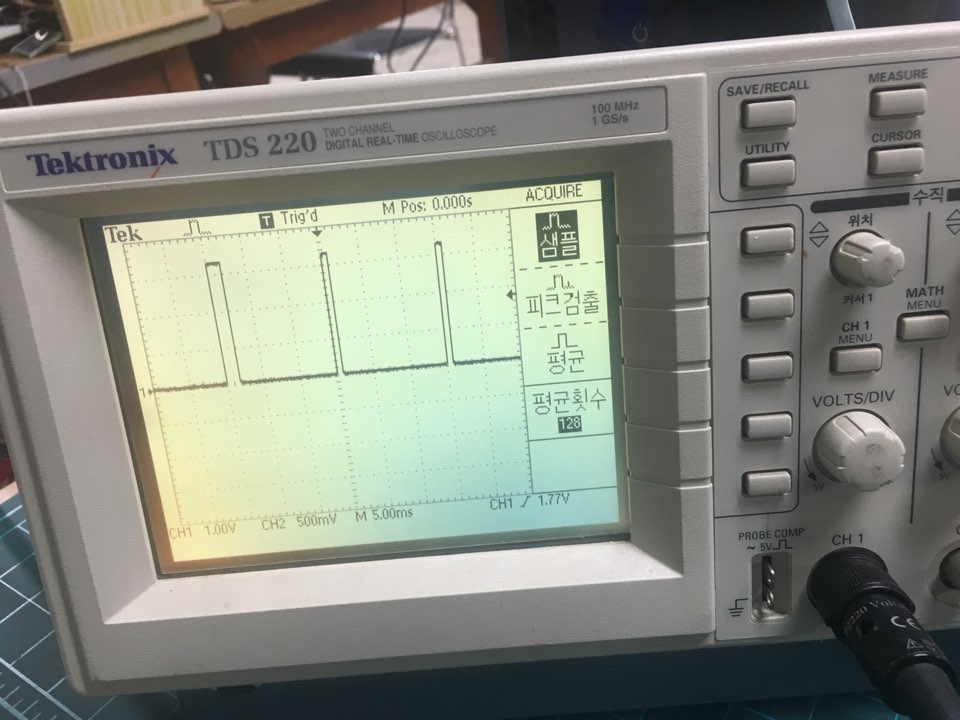 Tektronix TDS 220 TWO CHANNEL
DIGITAL REAL-TIME OSCILLOSCOPE
100 MHz
1 GS/s
Tek
T Trig'd
M Pos: 0.000s
ACQUIRE
샘플
피크검출
평균
평균횟수
128
1
CH1 1.00V CH2 500mV M 5.00ms CH1 1.77V
SAVE/RECALL
MEASURE
UTILITY
CURSOR
수직
위치
커서 1
MATH
MENU
CH 1
MENU
VOLTS/DIV
5V
PROBE COMP
~ 5V
CH 1
CE